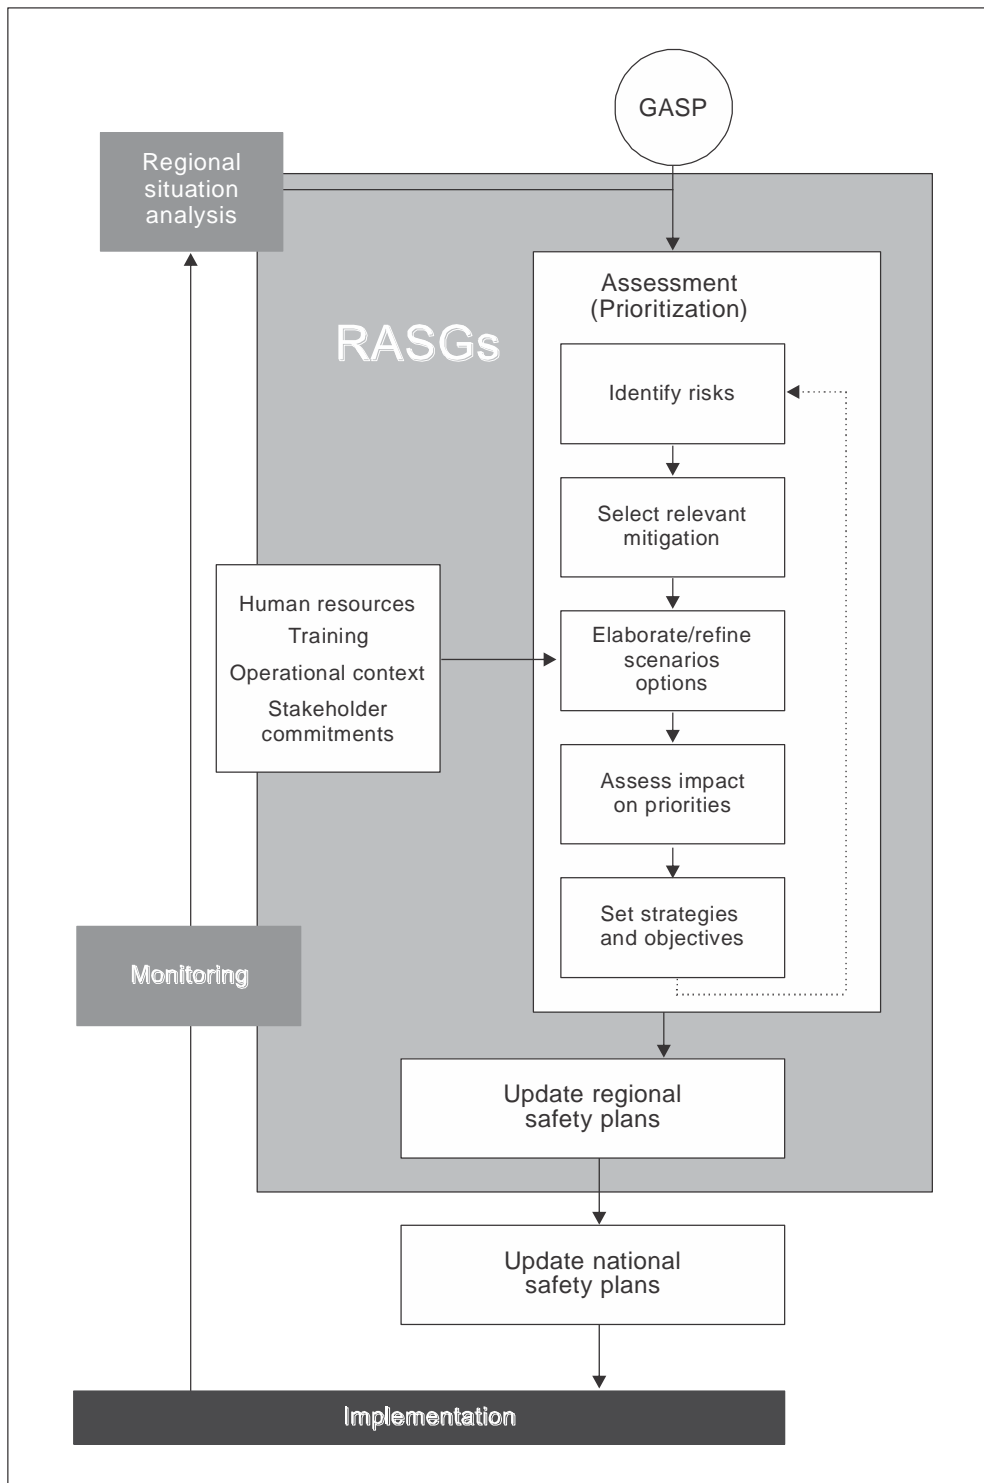 GASP
Regional
situation
analysis
RASGs
Assessment
(Prioritization)
Identify risks
Select relevant
mitigation
Human resources
Training
Operational context
Stakeholder
commitments
Elaborate/refine
scenarios
options
Assess impact
on priorities
Set strategies
and objectives
Monitoring
Update regional
safety plans
Update national
safety plans
Implementation